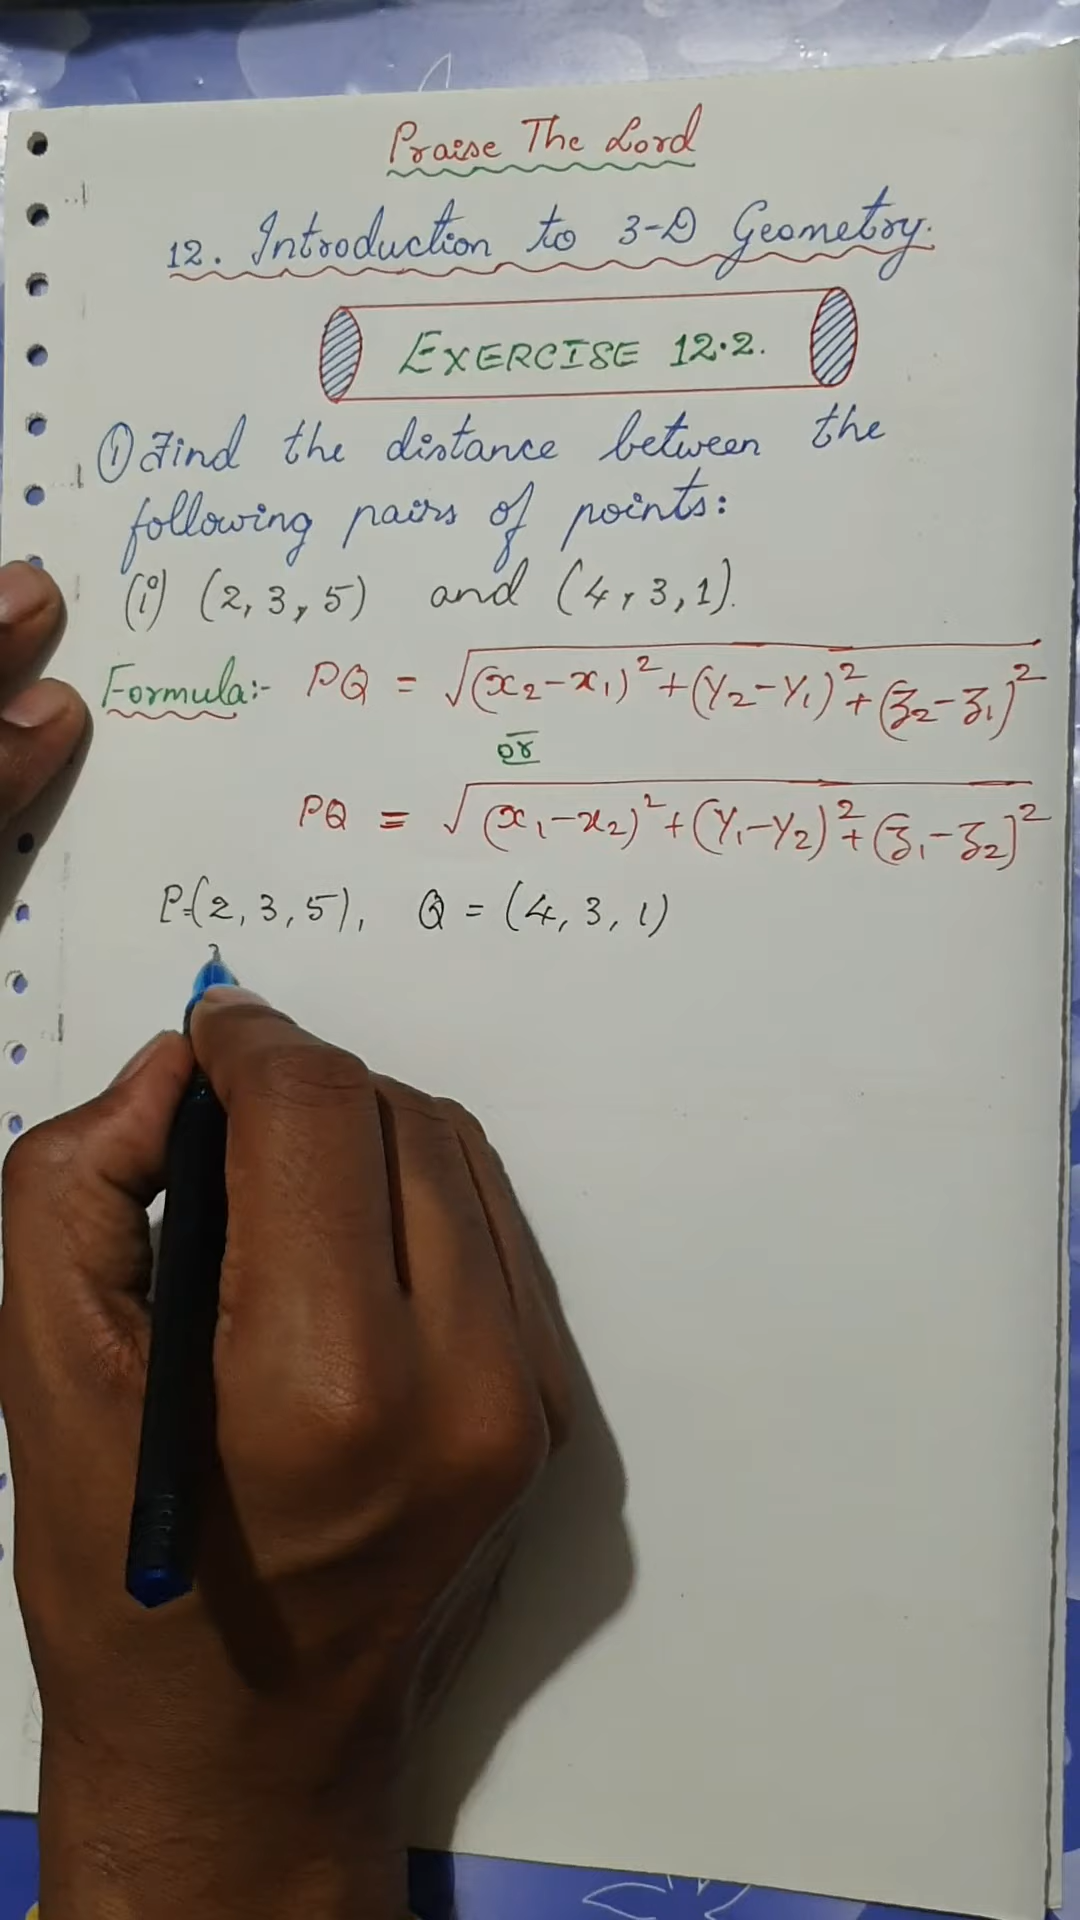 Praise The Lord
12. Introduction to 3-D Geometry.
EXERCISE 12.2.
① Find the distance between the
following pairs of points:
(i) (2, 3, 5) and (4, 3, 1).
Formula:- PQ = √(x₂-x₁)²+(y₂-y₁)²+(z₂-z₁)²
or
PQ = √(x₁-x₂)²+(y₁-y₂)²+(z₁-z₂)²
P=(2, 3, 5), Q = (4, 3, 1)